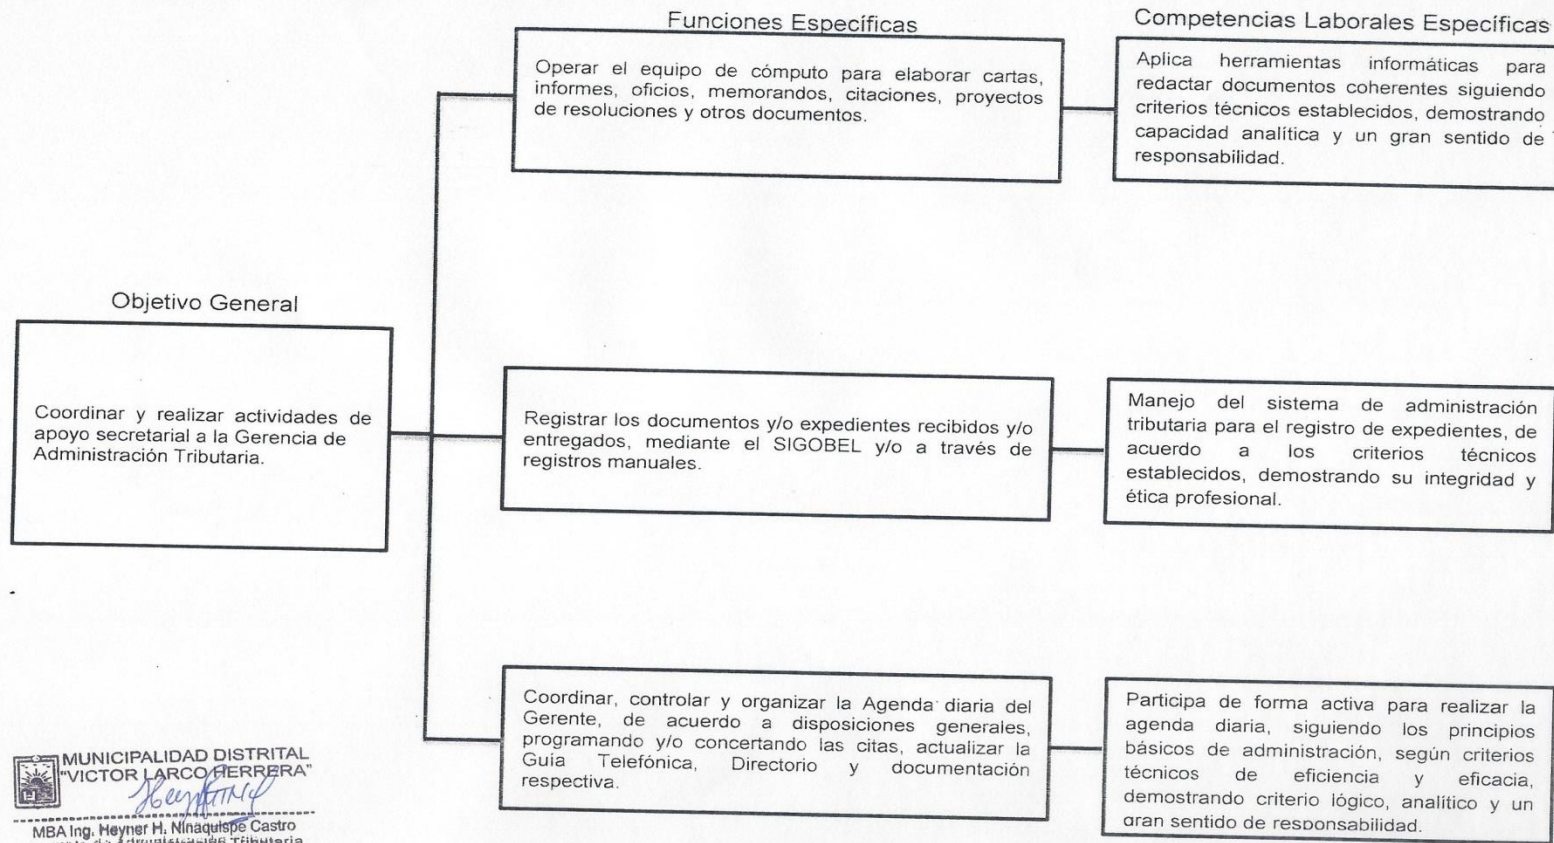 Funciones Específicas
Competencias Laborales Específicas
Operar el equipo de cómputo para elaborar cartas,
informes, oficios, memorandos, citaciones, proyectos
de resoluciones y otros documentos.
Aplica herramientas informáticas para
redactar documentos coherentes siguiendo
criterios técnicos establecidos, demostrando
capacidad analítica y un gran sentido de
responsabilidad.
Objetivo General
Coordinar y realizar actividades de
apoyo secretarial a la Gerencia de
Administración Tributaria.
Registrar los documentos y/o expedientes recibidos y/o
entregados, mediante el SIGOBEL y/o a través de
registros manuales.
Manejo del sistema de administración
tributaria para el registro de expedientes, de
acuerdo a los criterios técnicos
establecidos, demostrando su integridad y
ética profesional.
Coordinar, controlar y organizar la Agenda diaria del
Gerente, de acuerdo a disposiciones generales,
programando y/o concertando las citas, actualizar la
Guía Telefónica, Directorio y documentación
respectiva.
Participa de forma activa para realizar la
agenda diaria, siguiendo los principios
básicos de administración, según criterios
técnicos de eficiencia y eficacia,
demostrando criterio lógico, analítico y un
gran sentido de responsabilidad.
MUNICIPALIDAD DISTRITAL
"VICTOR LARCO HERRERA"
MBA Ing. Heyner H. Ninaquispe Castro
de Administración Tributaria